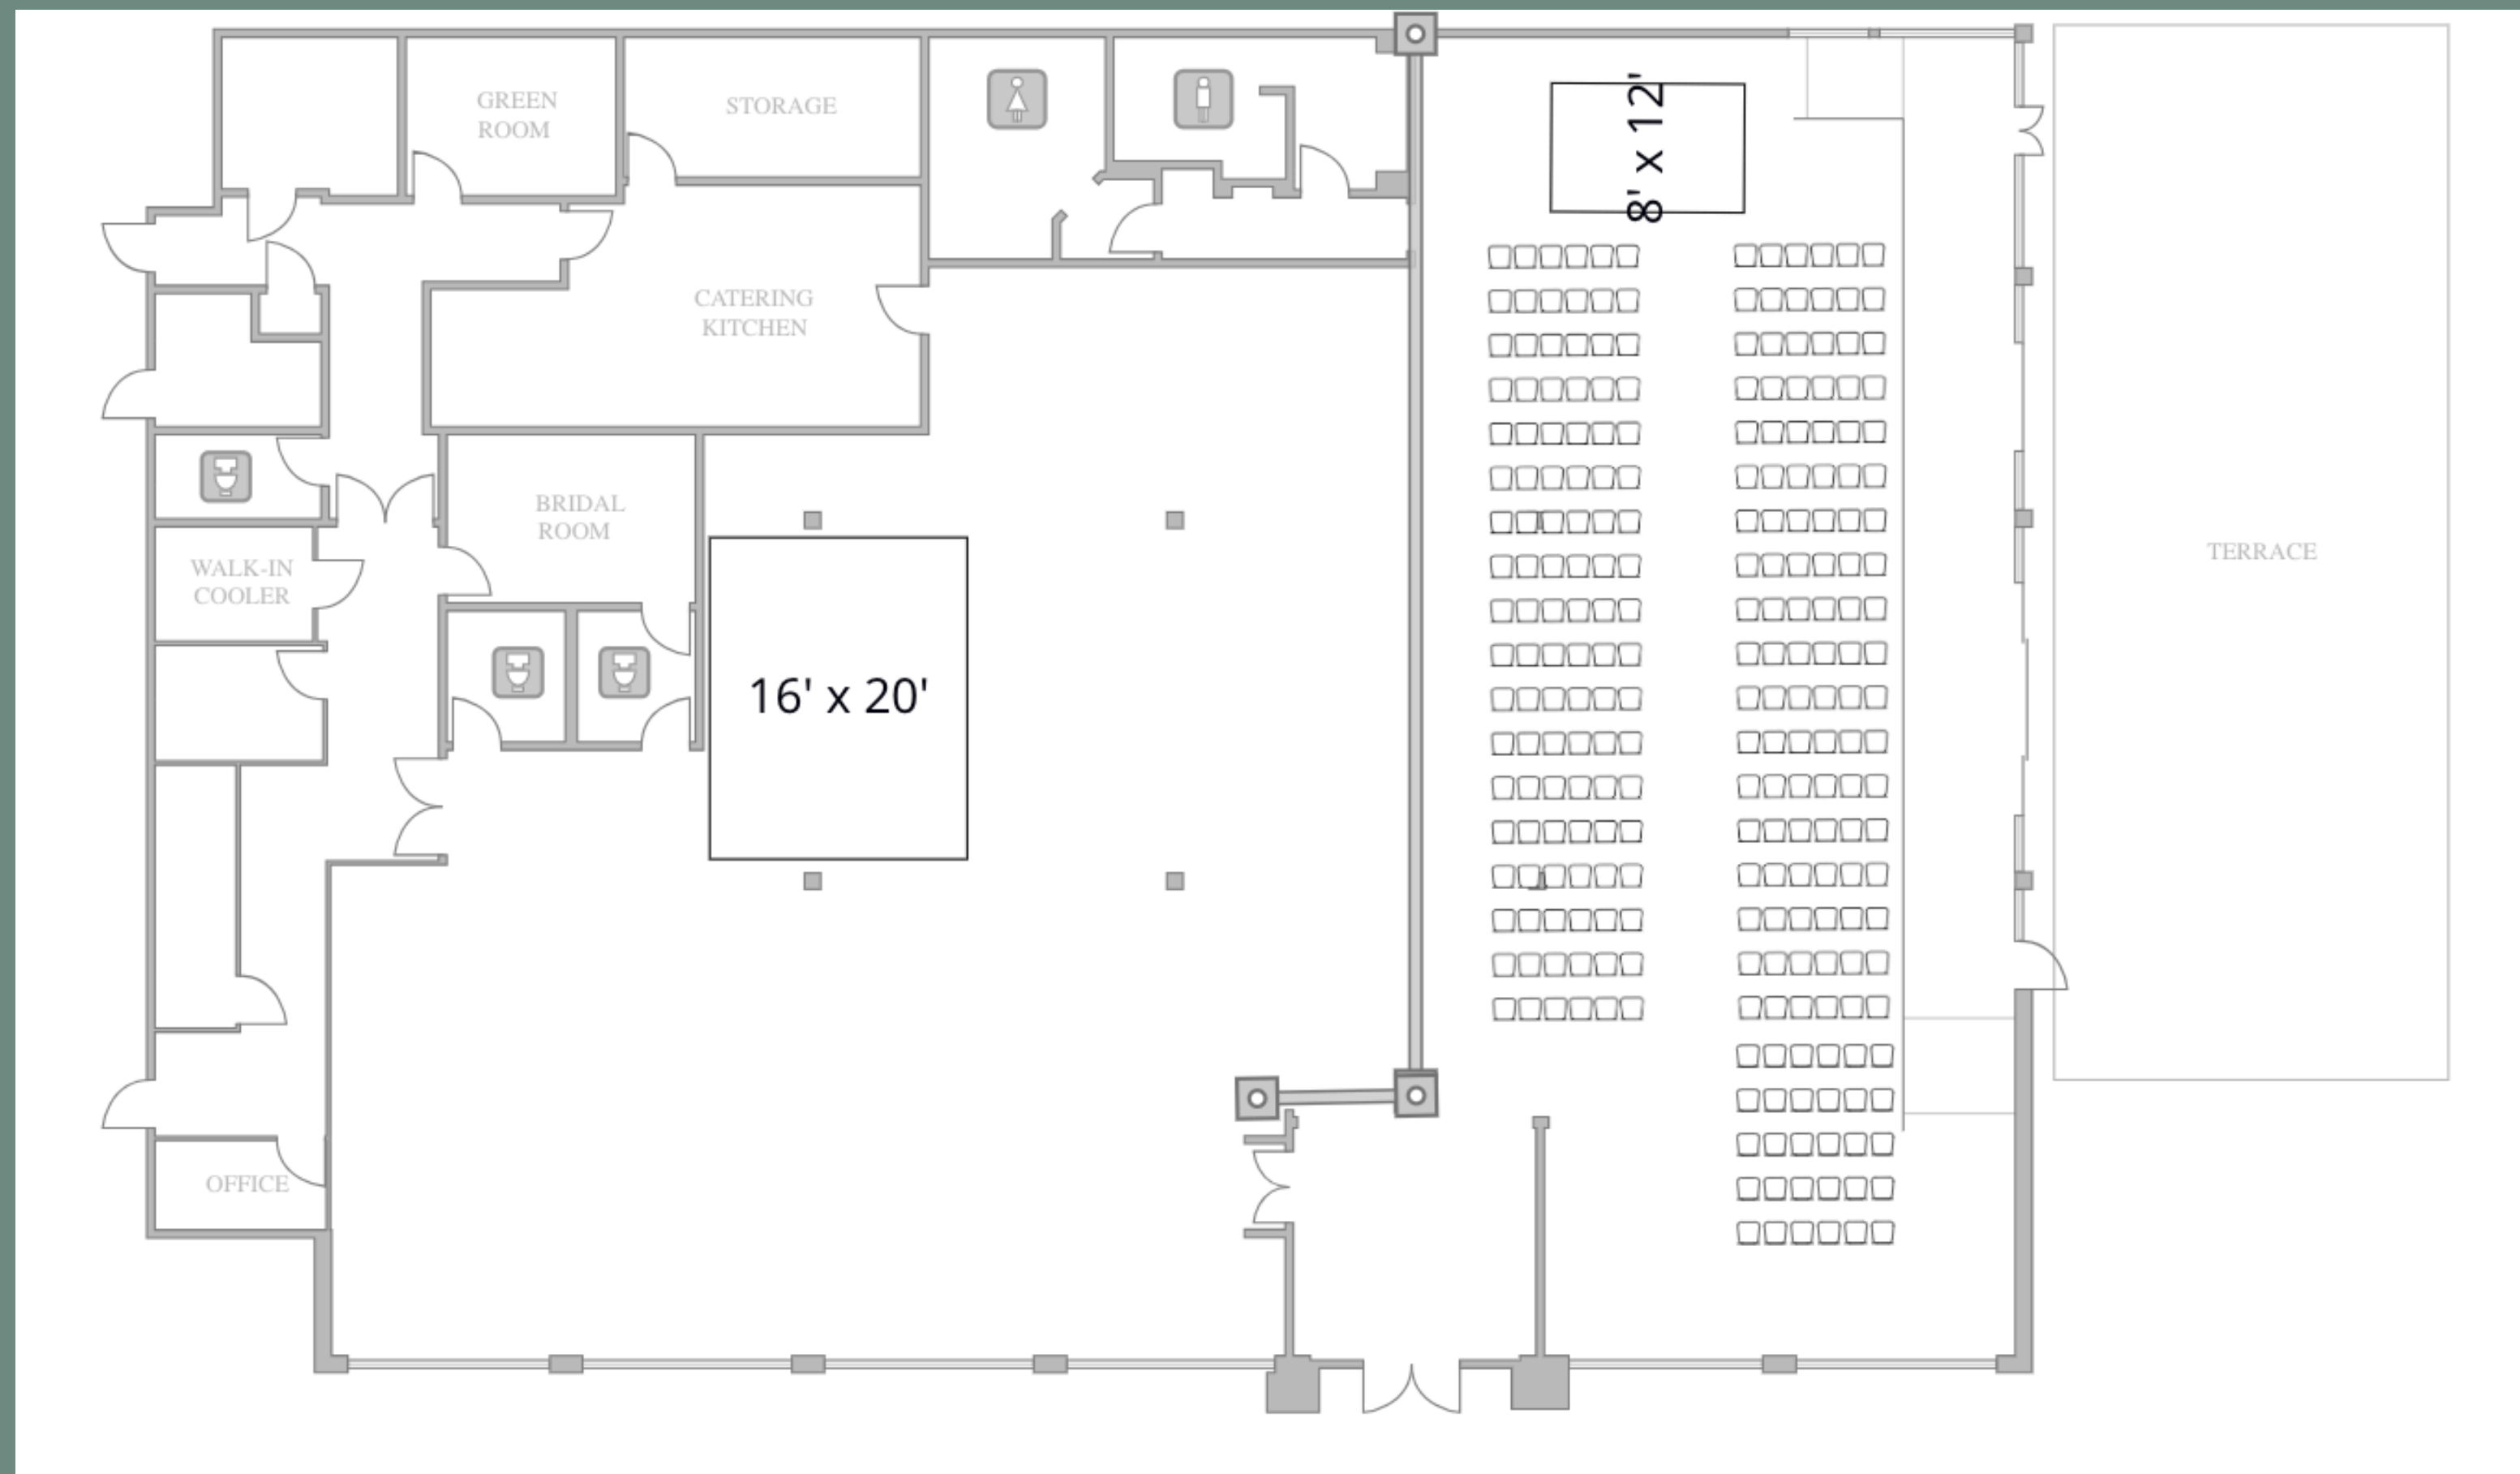 GREEN
ROOM
STORAGE
8' x 12'
CATERING
KITCHEN
BRIDAL
ROOM
WALK-IN
COOLER
TERRACE
16' x 20'
OFFICE